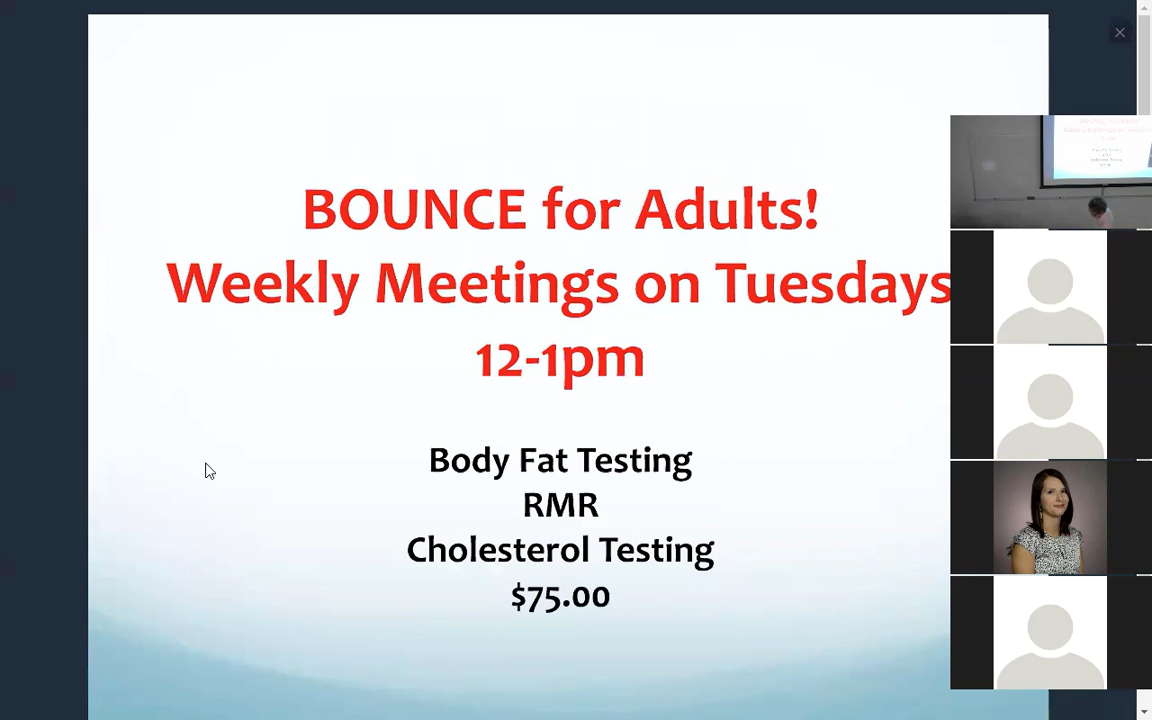 BOUNCE for Adults!
Weekly Meetings on Tuesdays
12-1pm
Body Fat Testing
RMR
Cholesterol Testing
$75.00